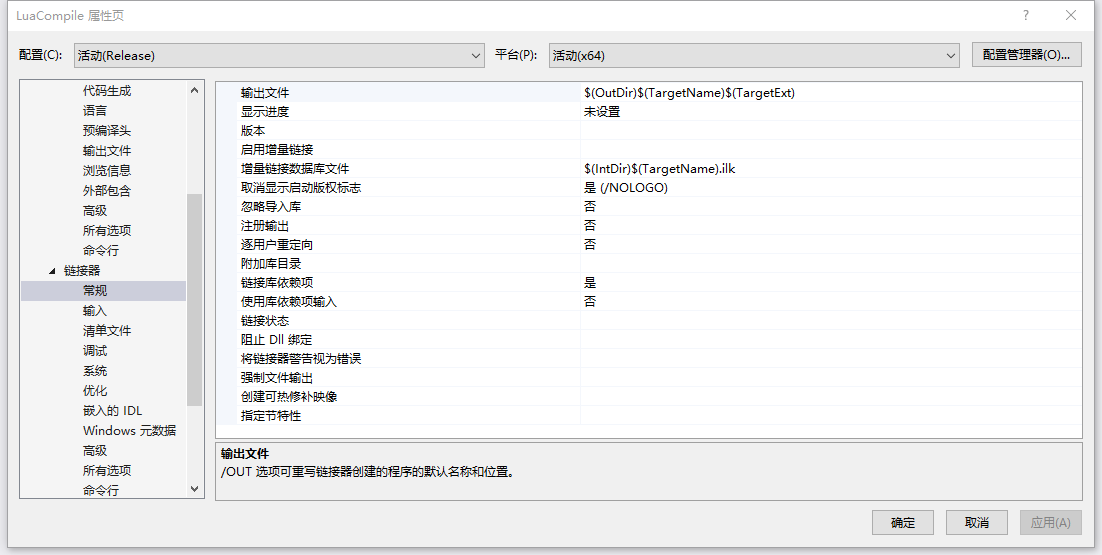 LuaCompile 属性页
配置(C): 活动(Release) 平台(P): 活动(x64) 配置管理器(O)...
代码生成
语言
预编译头
输出文件
浏览信息
外部包含
高级
所有选项
命令行
链接器
常规
输入
清单文件
调试
系统
优化
嵌入的 IDL
Windows 元数据
高级
所有选项
命令行
输出文件 $(OutDir)$(TargetName)$(TargetExt)
显示进度 未设置
版本
启用增量链接
增量链接数据库文件 $(IntDir)$(TargetName).ilk
取消显示启动版权标志 是 (/NOLOGO)
忽略导入库 否
注册输出 否
逐用户重定向 否
附加库目录
链接库依赖项 是
使用库依赖项输入 否
链接状态
阻止 Dll 绑定
将链接器警告视为错误
强制文件输出
创建可热修补映像
指定节特性
输出文件
/OUT 选项可重写链接器创建的程序的默认名称和位置。
确定 取消 应用(A)